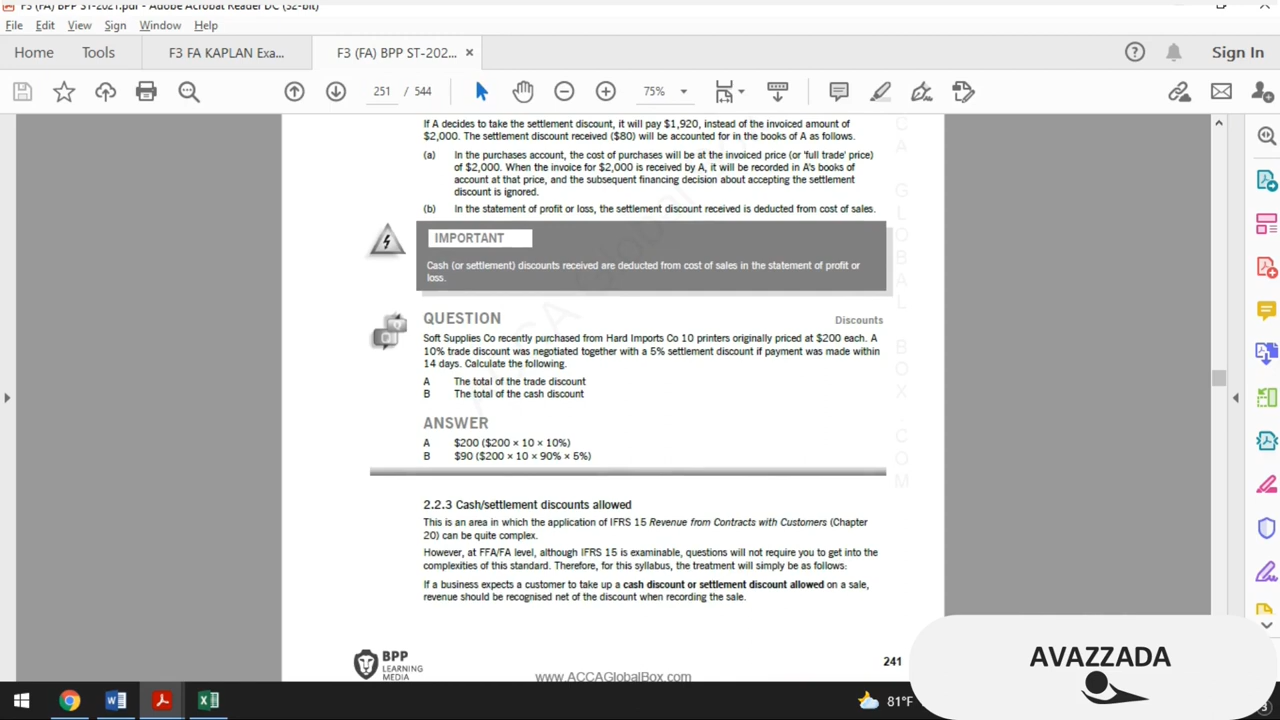 F3 (FA) BPP ST-2021.pdf - Adobe Acrobat Reader DC (32-bit)
File Edit View Sign Window Help
Home Tools F3 FA KAPLAN Exa... F3 (FA) BPP ST-202... × Sign In
251 / 544 75%
If A decides to take the settlement discount, it will pay $1,920, instead of the invoiced amount of
$2,000. The settlement discount received ($80) will be accounted for in the books of A as follows.
(a) In the purchases account, the cost of purchases will be at the invoiced price (or 'full trade' price)
of $2,000. When the invoice for $2,000 is received by A, it will be recorded in A's books of
account at that price, and the subsequent financing decision about accepting the settlement
discount is ignored.
(b) In the statement of profit or loss, the settlement discount received is deducted from cost of sales.
IMPORTANT
Cash (or settlement) discounts received are deducted from cost of sales in the statement of profit or
loss.
QUESTION Discounts
Soft Supplies Co recently purchased from Hard Imports Co 10 printers originally priced at $200 each. A
10% trade discount was negotiated together with a 5% settlement discount if payment was made within
14 days. Calculate the following.
A The total of the trade discount
B The total of the cash discount
ANSWER
A $200 ($200 × 10 × 10%)
B $90 ($200 × 10 × 90% × 5%)
2.2.3 Cash/settlement discounts allowed
This is an area in which the application of IFRS 15 Revenue from Contracts with Customers (Chapter
20) can be quite complex.
However, at FFA/FA level, although IFRS 15 is examinable, questions will not require you to get into the
complexities of this standard. Therefore, for this syllabus, the treatment will simply be as follows:
If a business expects a customer to take up a cash discount or settlement discount allowed on a sale,
revenue should be recognised net of the discount when recording the sale.
BPP
LEARNING
MEDIA
241
www.ACCAGlobalBox.com
AVAZZADA
81°F